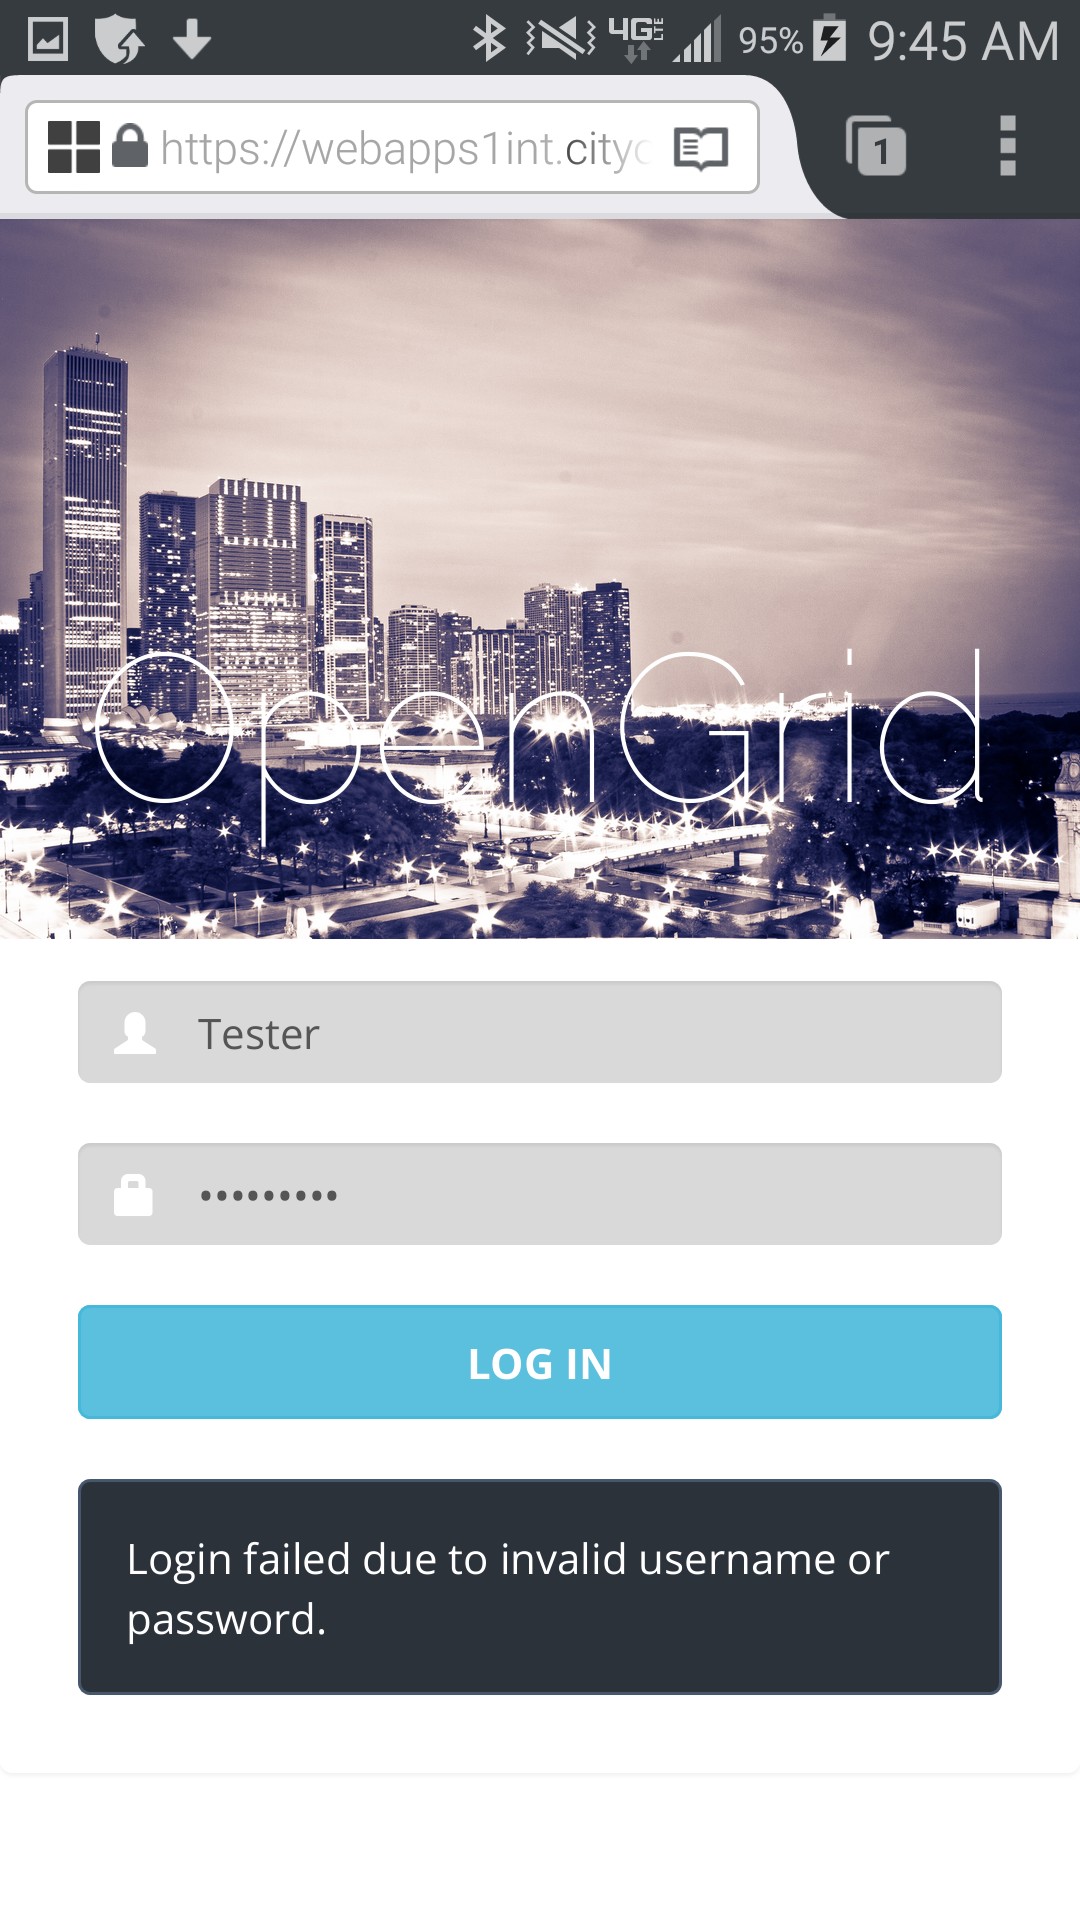 4G LTE 95% 9:45 AM
https://webapps1int.city
1
OpenGrid
Tester
•••••••••
LOG IN
Login failed due to invalid username or
password.